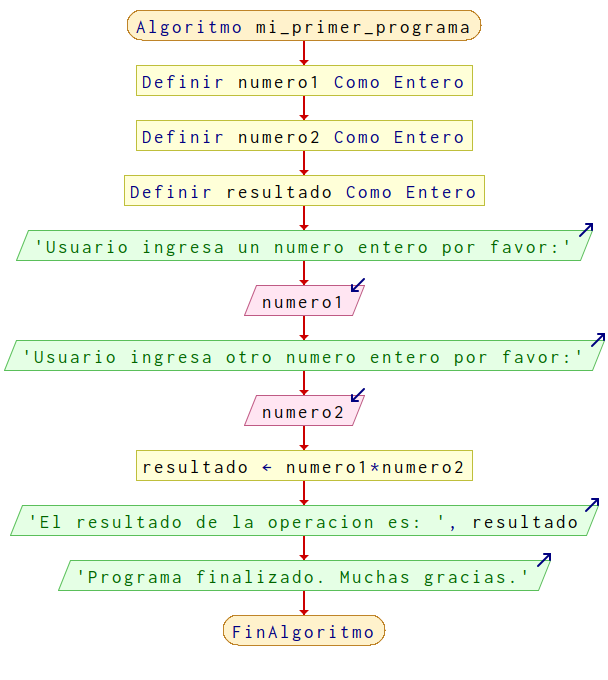 Algoritmo mi_primer_programa
Definir numero1 Como Entero
Definir numero2 Como Entero
Definir resultado Como Entero
'Usuario ingresa un numero entero por favor:'
numero1
'Usuario ingresa otro numero entero por favor:'
numero2
resultado ← numero1*numero2
'El resultado de la operacion es: ', resultado
'Programa finalizado. Muchas gracias.'
FinAlgoritmo